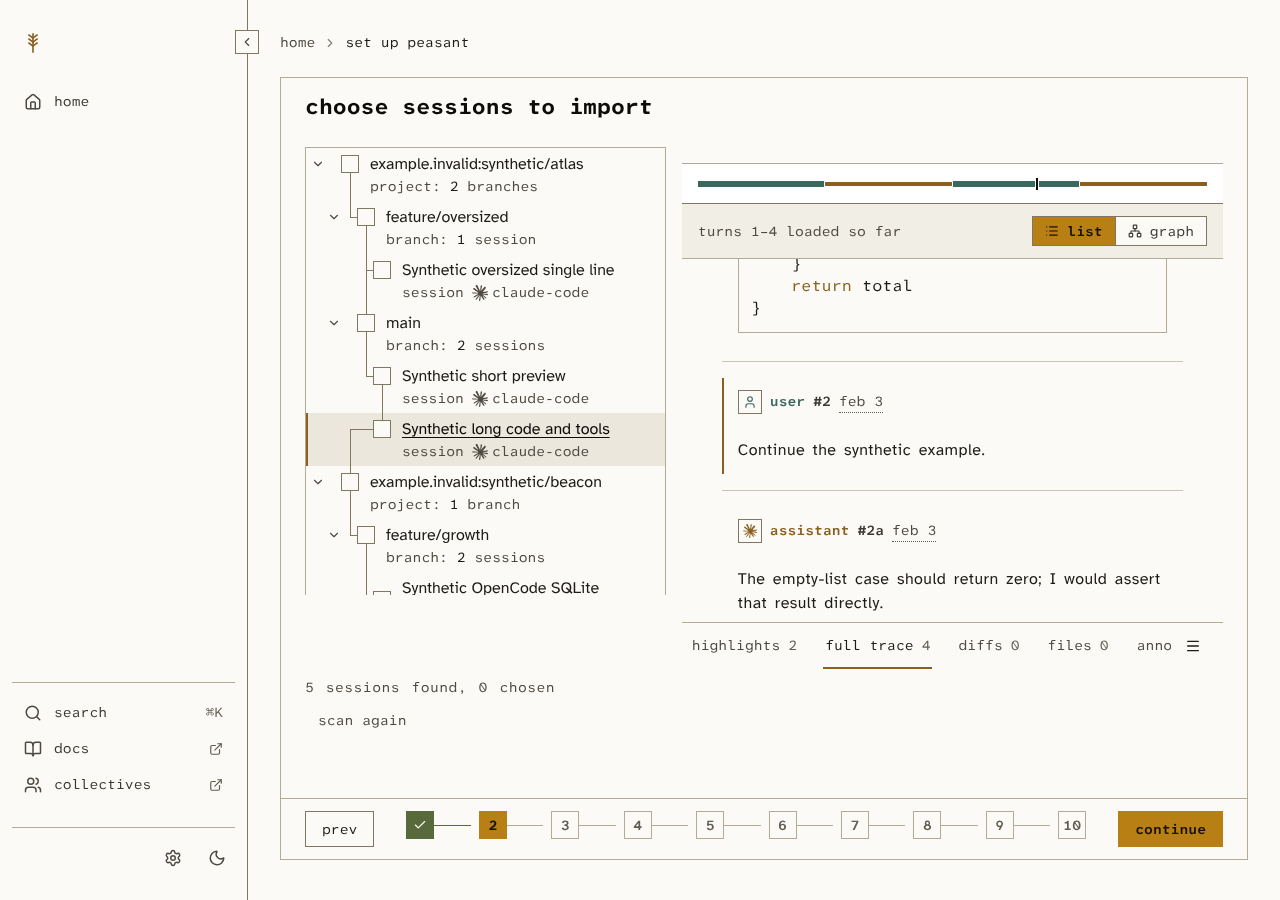 home
home > set up peasant
choose sessions to import
example.invalid:synthetic/atlas
project: 2 branches
feature/oversized
branch: 1 session
Synthetic oversized single line
session claude-code
main
branch: 2 sessions
Synthetic short preview
session claude-code
Synthetic long code and tools
session claude-code
example.invalid:synthetic/beacon
project: 1 branch
feature/growth
branch: 2 sessions
Synthetic OpenCode SQLite
turns 1–4 loaded so far
list
graph
}
return total
}
user #2 feb 3
Continue the synthetic example.
assistant #2a feb 3
The empty-list case should return zero; I would assert
that result directly.
highlights 2
full trace 4
diffs 0
files 0
anno
5 sessions found, 0 chosen
scan again
search ⌘K
docs
collectives
prev
2
3
4
5
6
7
8
9
10
continue